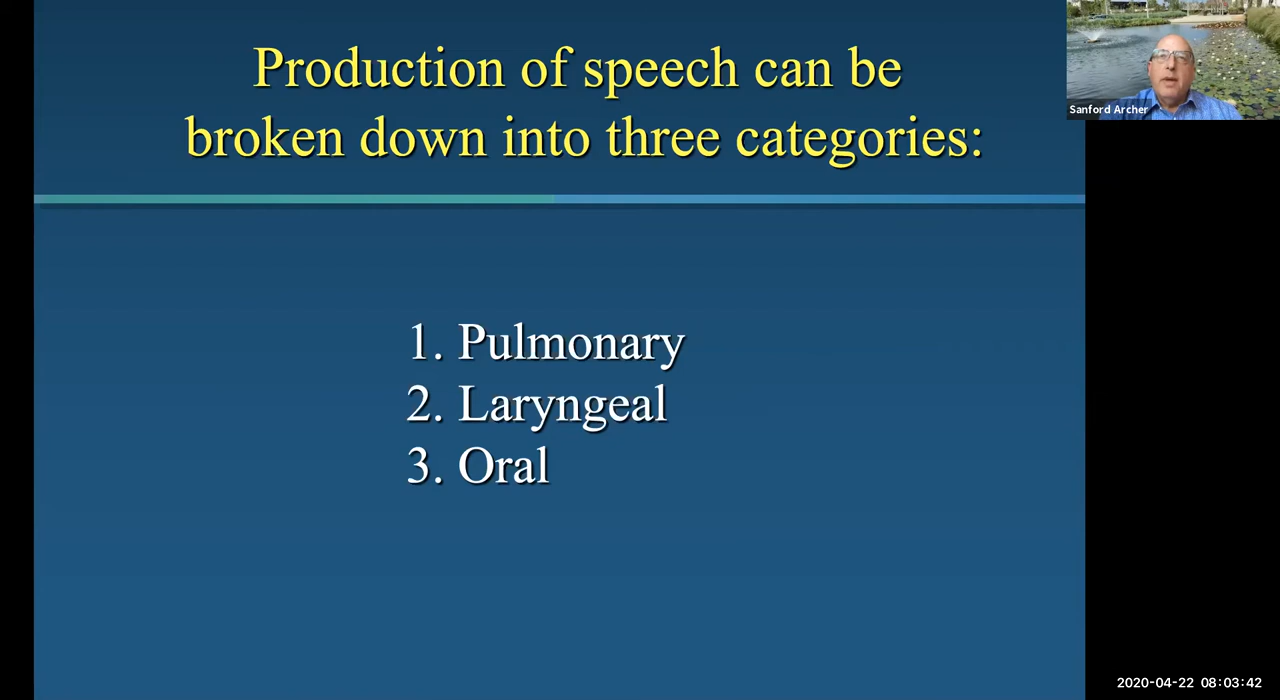 Production of speech can be
broken down into three categories:
Sanford Archer
1. Pulmonary
2. Laryngeal
3. Oral
2020-04-22 08:03:42